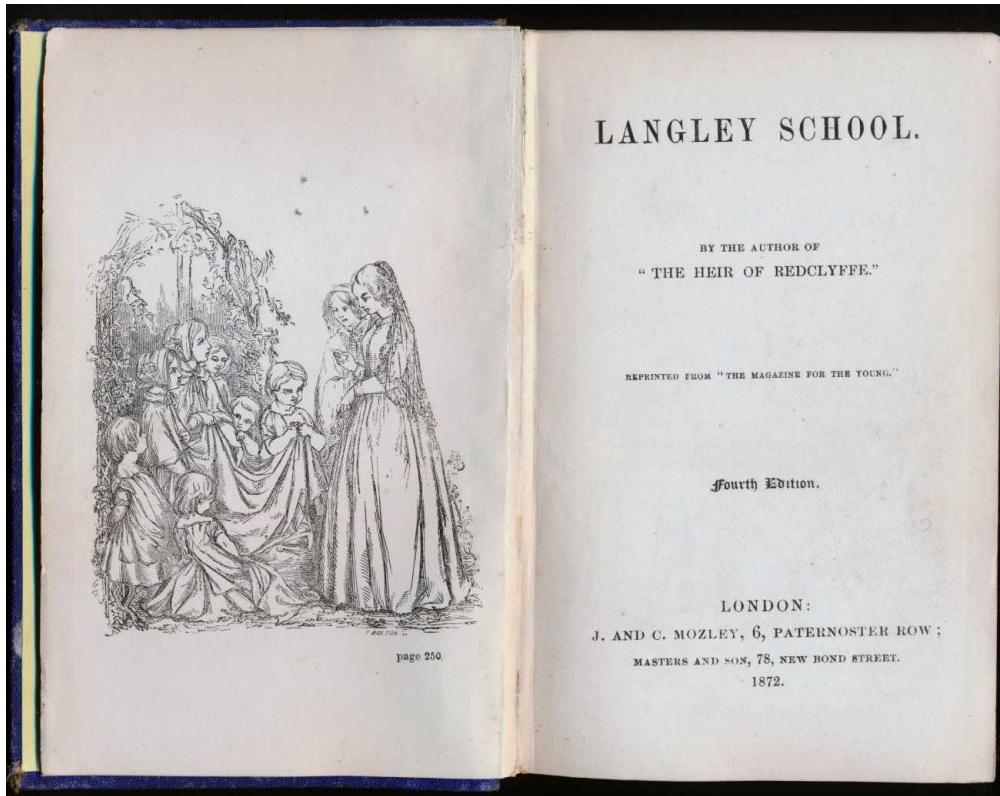 page 250.
LANGLEY SCHOOL.
BY THE AUTHOR OF
“ THE HEIR OF REDCLYFFE.”
REPRINTED FROM “ THE MAGAZINE FOR THE YOUNG.”
Fourth Edition.
LONDON:
J. AND C. MOZLEY, 6, PATERNOSTER ROW ;
MASTERS AND SON, 78, NEW BOND STREET.
1872.